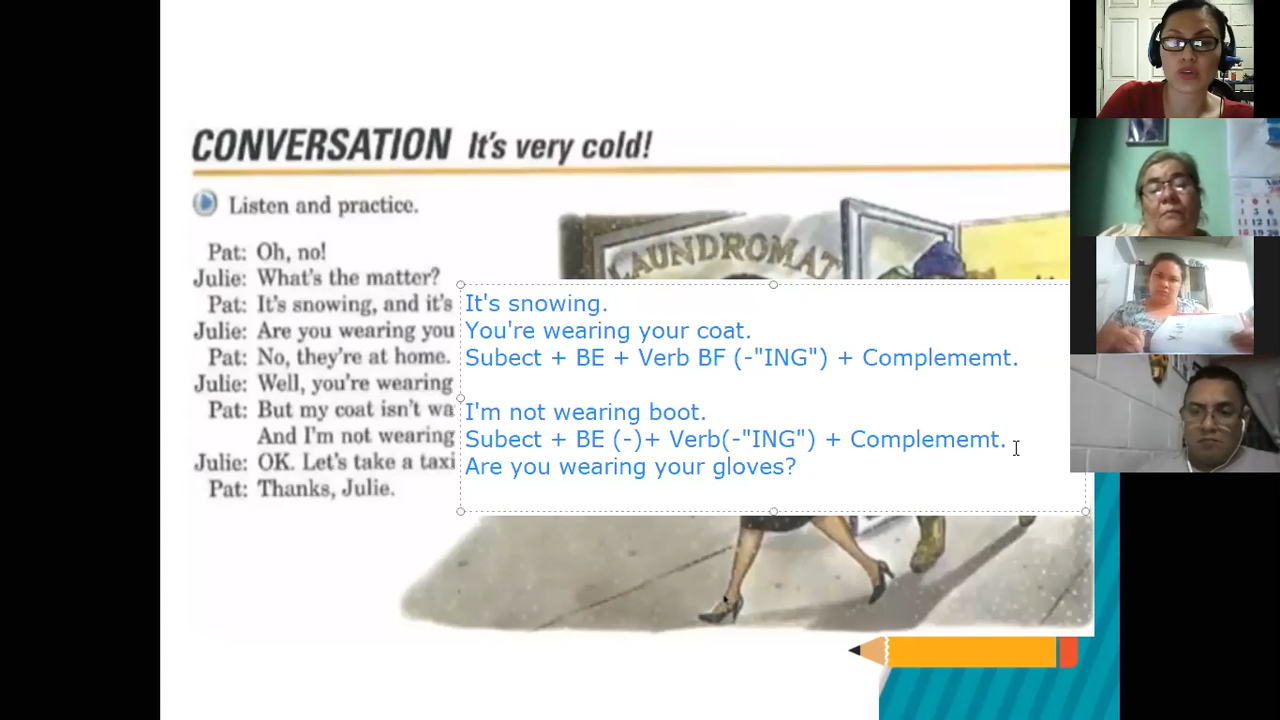 CONVERSATION It's very cold!
Listen and practice.
Pat: Oh, no!
Julie: What's the matter?
Pat: It's snowing, and it's
Julie: Are you wearing you
Pat: No, they're at home.
Julie: Well, you're wearing
Pat: But my coat isn't wa
And I'm not wearing
Julie: OK. Let's take a taxi
Pat: Thanks, Julie.
LAUNDROMAT
It's snowing.
You're wearing your coat.
Subect + BE + Verb BF (-"ING") + Complememt.
I'm not wearing boot.
Subect + BE (-)+ Verb(-"ING") + Complememt.
Are you wearing your gloves?